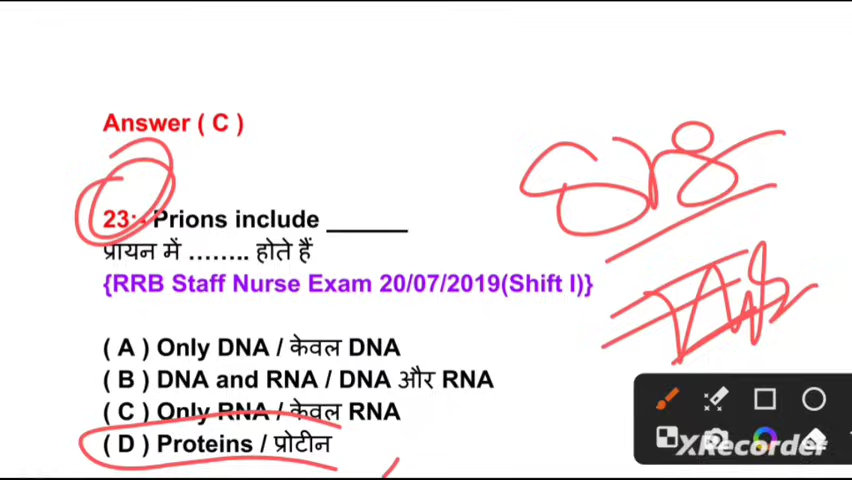 Answer ( C )
23:- Prions include ______
प्रायन में …….. होते हैं
{RRB Staff Nurse Exam 20/07/2019(Shift I)}
( A ) Only DNA / केवल DNA
( B ) DNA and RNA / DNA और RNA
( C ) Only RNA / केवल RNA
( D ) Proteins / प्रोटीन
XRecorder